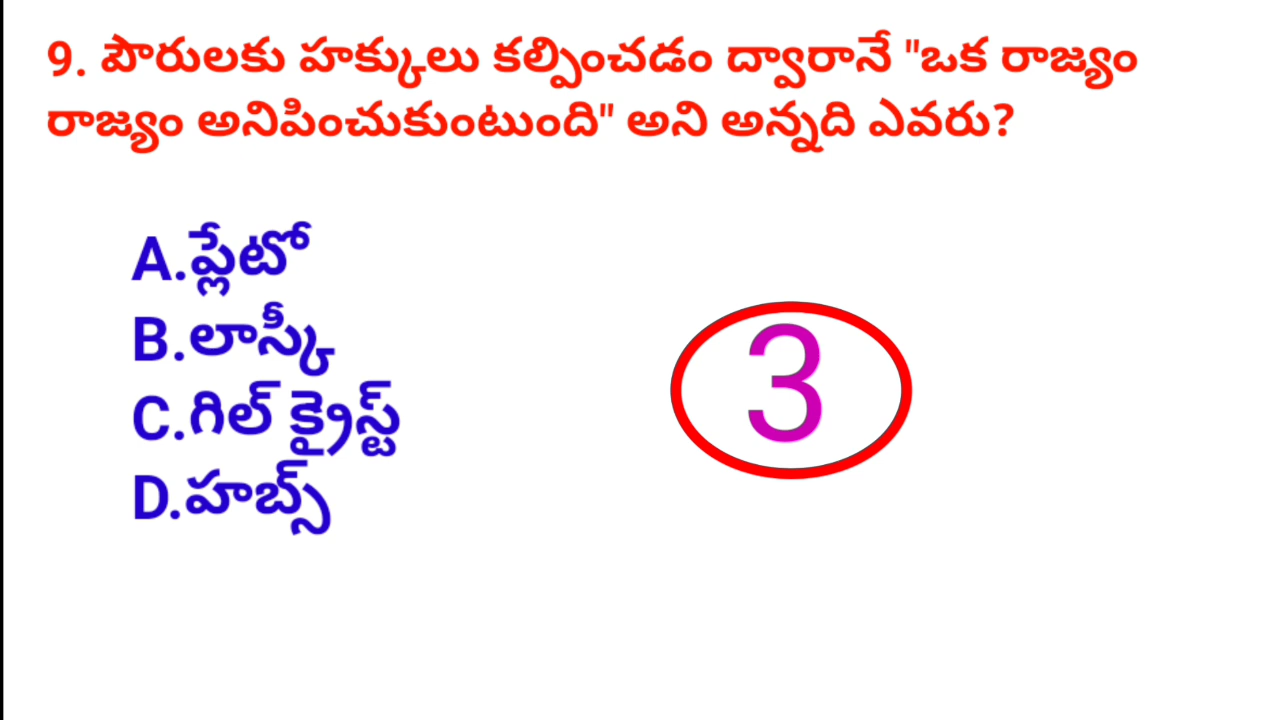 9. పౌరులకు హక్కులు కల్పించడం ద్వారానే "ఒక రాజ్యం
రాజ్యం అనిపించుకుంటుంది" అని అన్నది ఎవరు?
A.ప్లేటో
B.లాస్కీ
C.గిల్ క్రైస్ట్
D.హబ్స్
3